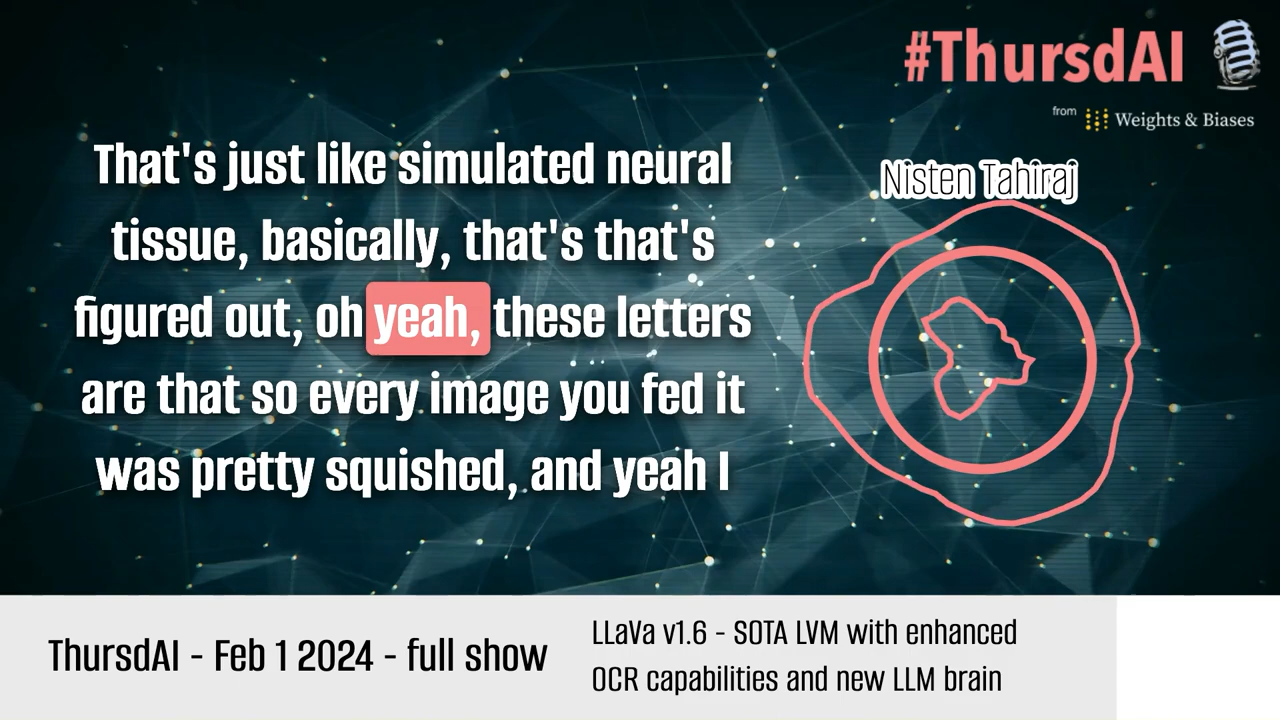 #ThursdAI
from Weights & Biases
Nisten Tahiraj
That's just like simulated neural
tissue, basically, that's that's
figured out, oh yeah, these letters
are that so every image you fed it
was pretty squished, and yeah I
ThursdAI - Feb 1 2024 - full show
LLaVa v1.6 - SOTA LVM with enhanced
OCR capabilities and new LLM brain